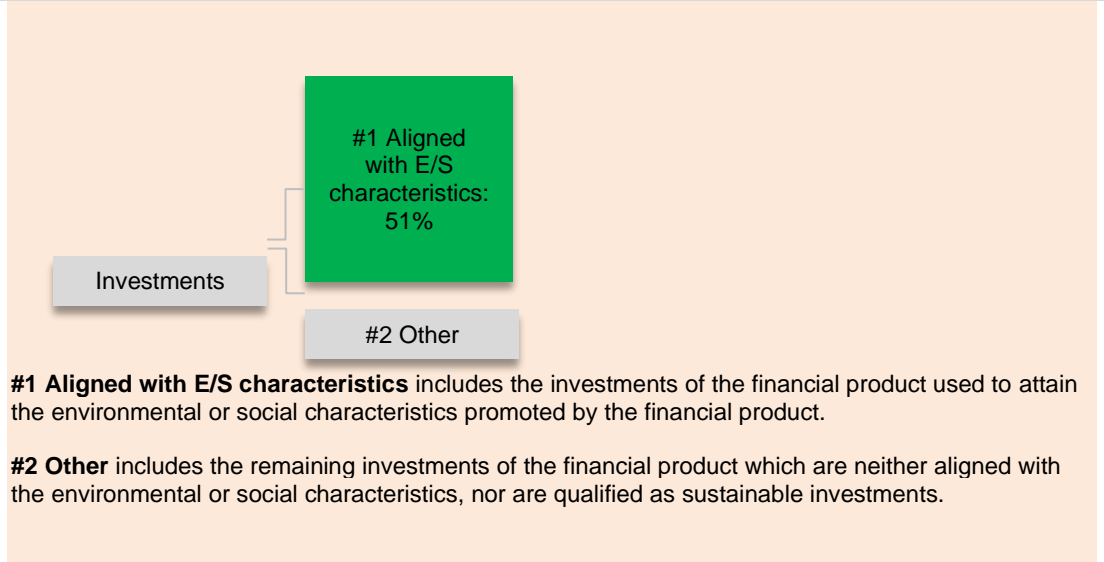 #1 Aligned
with E/S
characteristics:
51%
Investments
#2 Other
#1 Aligned with E/S characteristics includes the investments of the financial product used to attain
the environmental or social characteristics promoted by the financial product.
#2 Other includes the remaining investments of the financial product which are neither aligned with
the environmental or social characteristics, nor are qualified as sustainable investments.